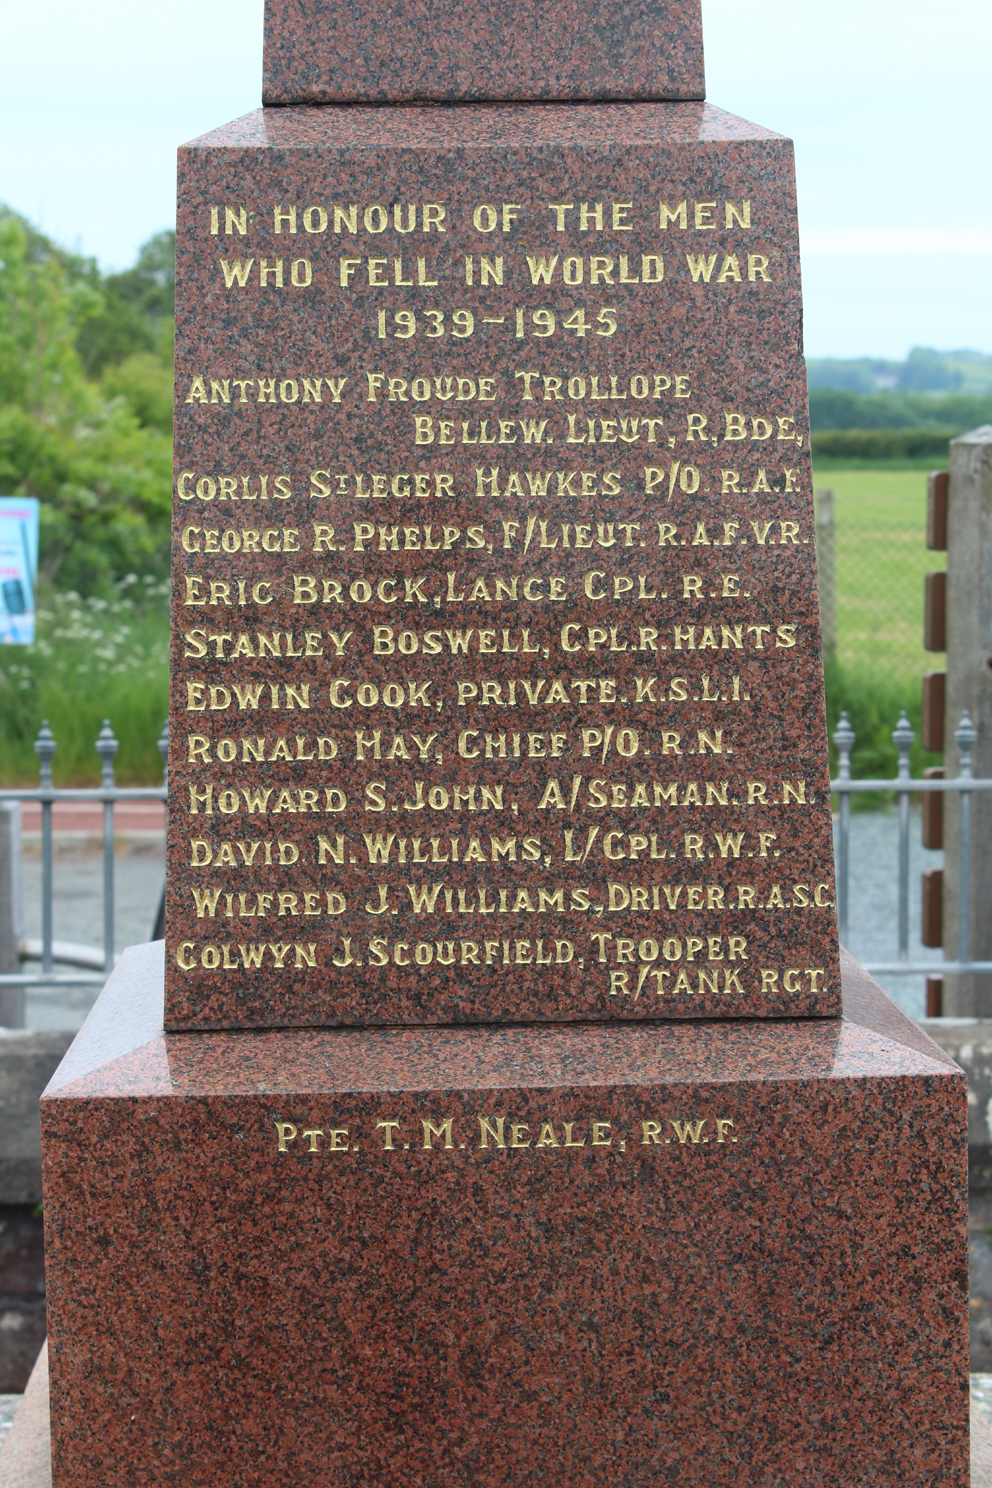 IN HONOUR OF THE MEN
WHO FELL IN WORLD WAR
1939-1945
ANTHONY FROUDE TROLLOPE
BELLEW. LIEUT, R, BDE,
CORLIS ST LEGER HAWKES P/O R.A.F.
GEORGE R. PHELPS, F/LIEUT. R.A.F.V.R.
ERIC BROCK, LANCE CPL. R.E.
STANLEY BOSWELL, CPL. R. HANTS
EDWIN COOK, PRIVATE. K.S.L.I.
RONALD HAY, CHIEF P/O. R.N.
HOWARD S. JOHN, A/SEAMAN. R.N.
DAVID N. WILLIAMS, L/CPL. R.W.F.
WILFRED J. WILLIAMS, DRIVER. R.A.S.C.
COLWYN J. SCOURFIELD, TROOPER
R/TANK RGT.
PTE. T. M. NEALE, R.W.F.